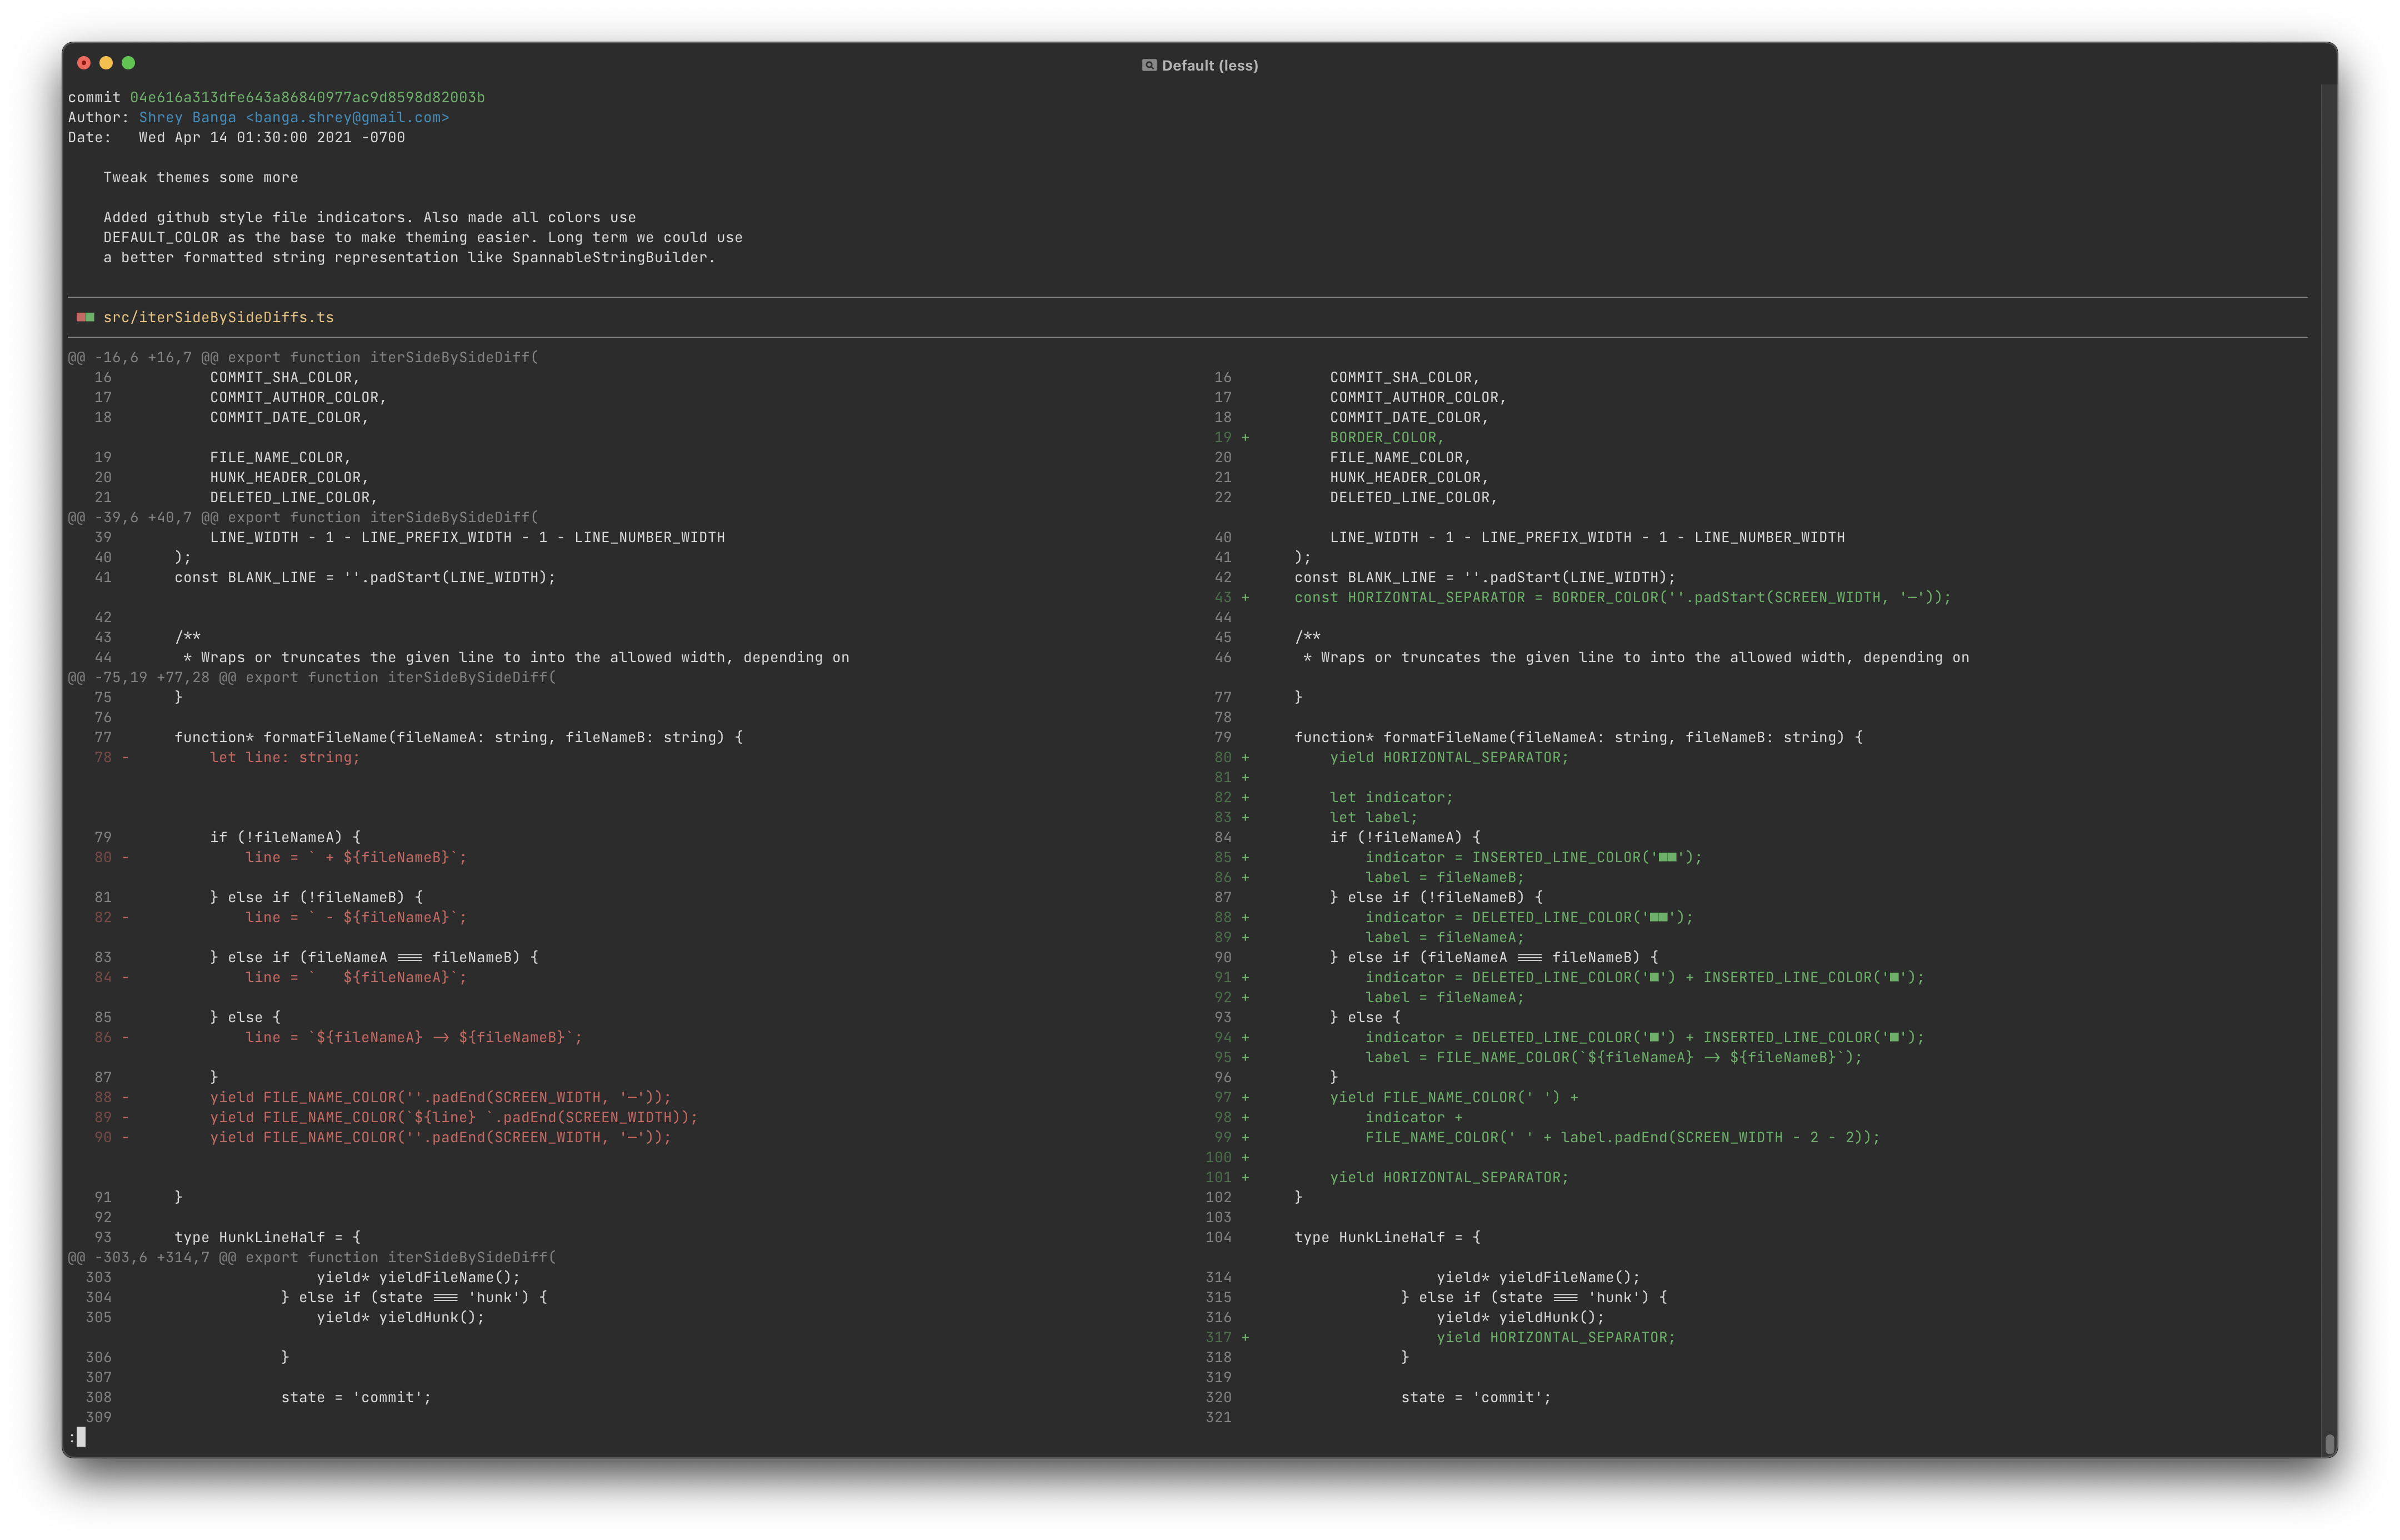 Default (less)
commit 04e616a313dfe643a86840977ac9d8598d82003b
Author: Shrey Banga <banga.shrey@gmail.com>
Date:   Wed Apr 14 01:30:00 2021 -0700
Tweak themes some more
Added github style file indicators. Also made all colors use
DEFAULT_COLOR as the base to make theming easier. Long term we could use
a better formatted string representation like SpannableStringBuilder.
■■ src/iterSideBySideDiffs.ts
@@ -16,6 +16,7 @@ export function iterSideBySideDiff(
16 COMMIT_SHA_COLOR, 16 COMMIT_SHA_COLOR,
17 COMMIT_AUTHOR_COLOR, 17 COMMIT_AUTHOR_COLOR,
18 COMMIT_DATE_COLOR, 18 COMMIT_DATE_COLOR,
19 + BORDER_COLOR,
19 FILE_NAME_COLOR, 20 FILE_NAME_COLOR,
20 HUNK_HEADER_COLOR, 21 HUNK_HEADER_COLOR,
21 DELETED_LINE_COLOR, 22 DELETED_LINE_COLOR,
@@ -39,6 +40,7 @@ export function iterSideBySideDiff(
39 LINE_WIDTH - 1 - LINE_PREFIX_WIDTH - 1 - LINE_NUMBER_WIDTH 40 LINE_WIDTH - 1 - LINE_PREFIX_WIDTH - 1 - LINE_NUMBER_WIDTH
40 ); 41 );
41 const BLANK_LINE = ''.padStart(LINE_WIDTH); 42 const BLANK_LINE = ''.padStart(LINE_WIDTH);
43 + const HORIZONTAL_SEPARATOR = BORDER_COLOR(''.padStart(SCREEN_WIDTH, '─'));
42 44
43 /** 45 /**
44 * Wraps or truncates the given line to into the allowed width, depending on 46 * Wraps or truncates the given line to into the allowed width, depending on
@@ -75,19 +77,28 @@ export function iterSideBySideDiff(
75 } 77 }
76 78
77 function* formatFileName(fileNameA: string, fileNameB: string) { 79 function* formatFileName(fileNameA: string, fileNameB: string) {
78 - let line: string; 80 + yield HORIZONTAL_SEPARATOR;
81 +
82 + let indicator;
83 + let label;
79 if (!fileNameA) { 84 if (!fileNameA) {
80 - line = ` + ${fileNameB}`; 85 + indicator = INSERTED_LINE_COLOR('■■');
86 + label = fileNameB;
81 } else if (!fileNameB) { 87 } else if (!fileNameB) {
82 - line = ` - ${fileNameA}`; 88 + indicator = DELETED_LINE_COLOR('■■');
89 + label = fileNameA;
83 } else if (fileNameA === fileNameB) { 90 } else if (fileNameA === fileNameB) {
84 - line = `   ${fileNameA}`; 91 + indicator = DELETED_LINE_COLOR('■') + INSERTED_LINE_COLOR('■');
92 + label = fileNameA;
85 } else { 93 } else {
86 - line = `${fileNameA} -> ${fileNameB}`; 94 + indicator = DELETED_LINE_COLOR('■') + INSERTED_LINE_COLOR('■');
95 + label = FILE_NAME_COLOR(`${fileNameA} -> ${fileNameB}`);
87 } 96 }
88 - yield FILE_NAME_COLOR(''.padEnd(SCREEN_WIDTH, '─')); 97 + yield FILE_NAME_COLOR(' ') +
89 - yield FILE_NAME_COLOR(`${line} `.padEnd(SCREEN_WIDTH)); 98 + indicator +
90 - yield FILE_NAME_COLOR(''.padEnd(SCREEN_WIDTH, '─')); 99 + FILE_NAME_COLOR(' ' + label.padEnd(SCREEN_WIDTH - 2 - 2));
100 +
101 + yield HORIZONTAL_SEPARATOR;
91 } 102 }
92 103
93 type HunkLineHalf = { 104 type HunkLineHalf = {
@@ -303,6 +314,7 @@ export function iterSideBySideDiff(
303 yield* yieldFileName(); 314 yield* yieldFileName();
304 } else if (state === 'hunk') { 315 } else if (state === 'hunk') {
305 yield* yieldHunk(); 316 yield* yieldHunk();
317 + yield HORIZONTAL_SEPARATOR;
306 } 318 }
307 319
308 state = 'commit'; 320 state = 'commit';
309 321
: